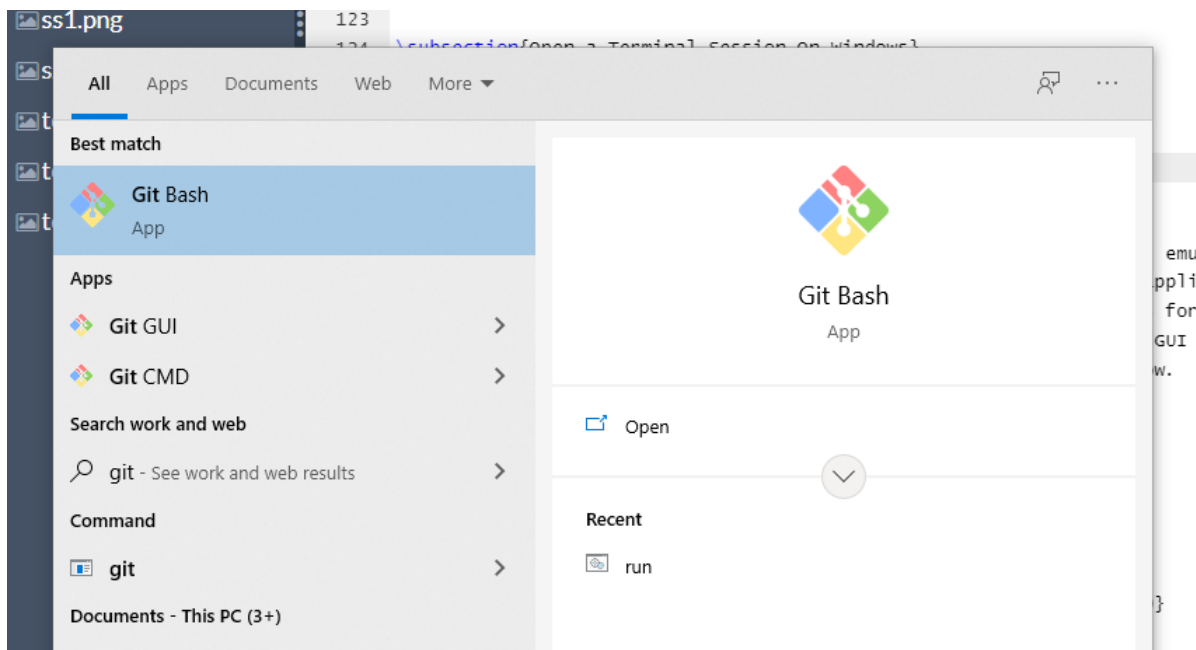 ss1.png
123
124 \subsection{Open a Terminal Session On Windows}
All Apps Documents Web More
Best match
Git Bash
App
Apps
Git GUI
Git CMD
Search work and web
git - See work and web results
Command
git
Documents - This PC (3+)
Git Bash
App
Open
Recent
run
emu
ppli
for
GUI
w.
}